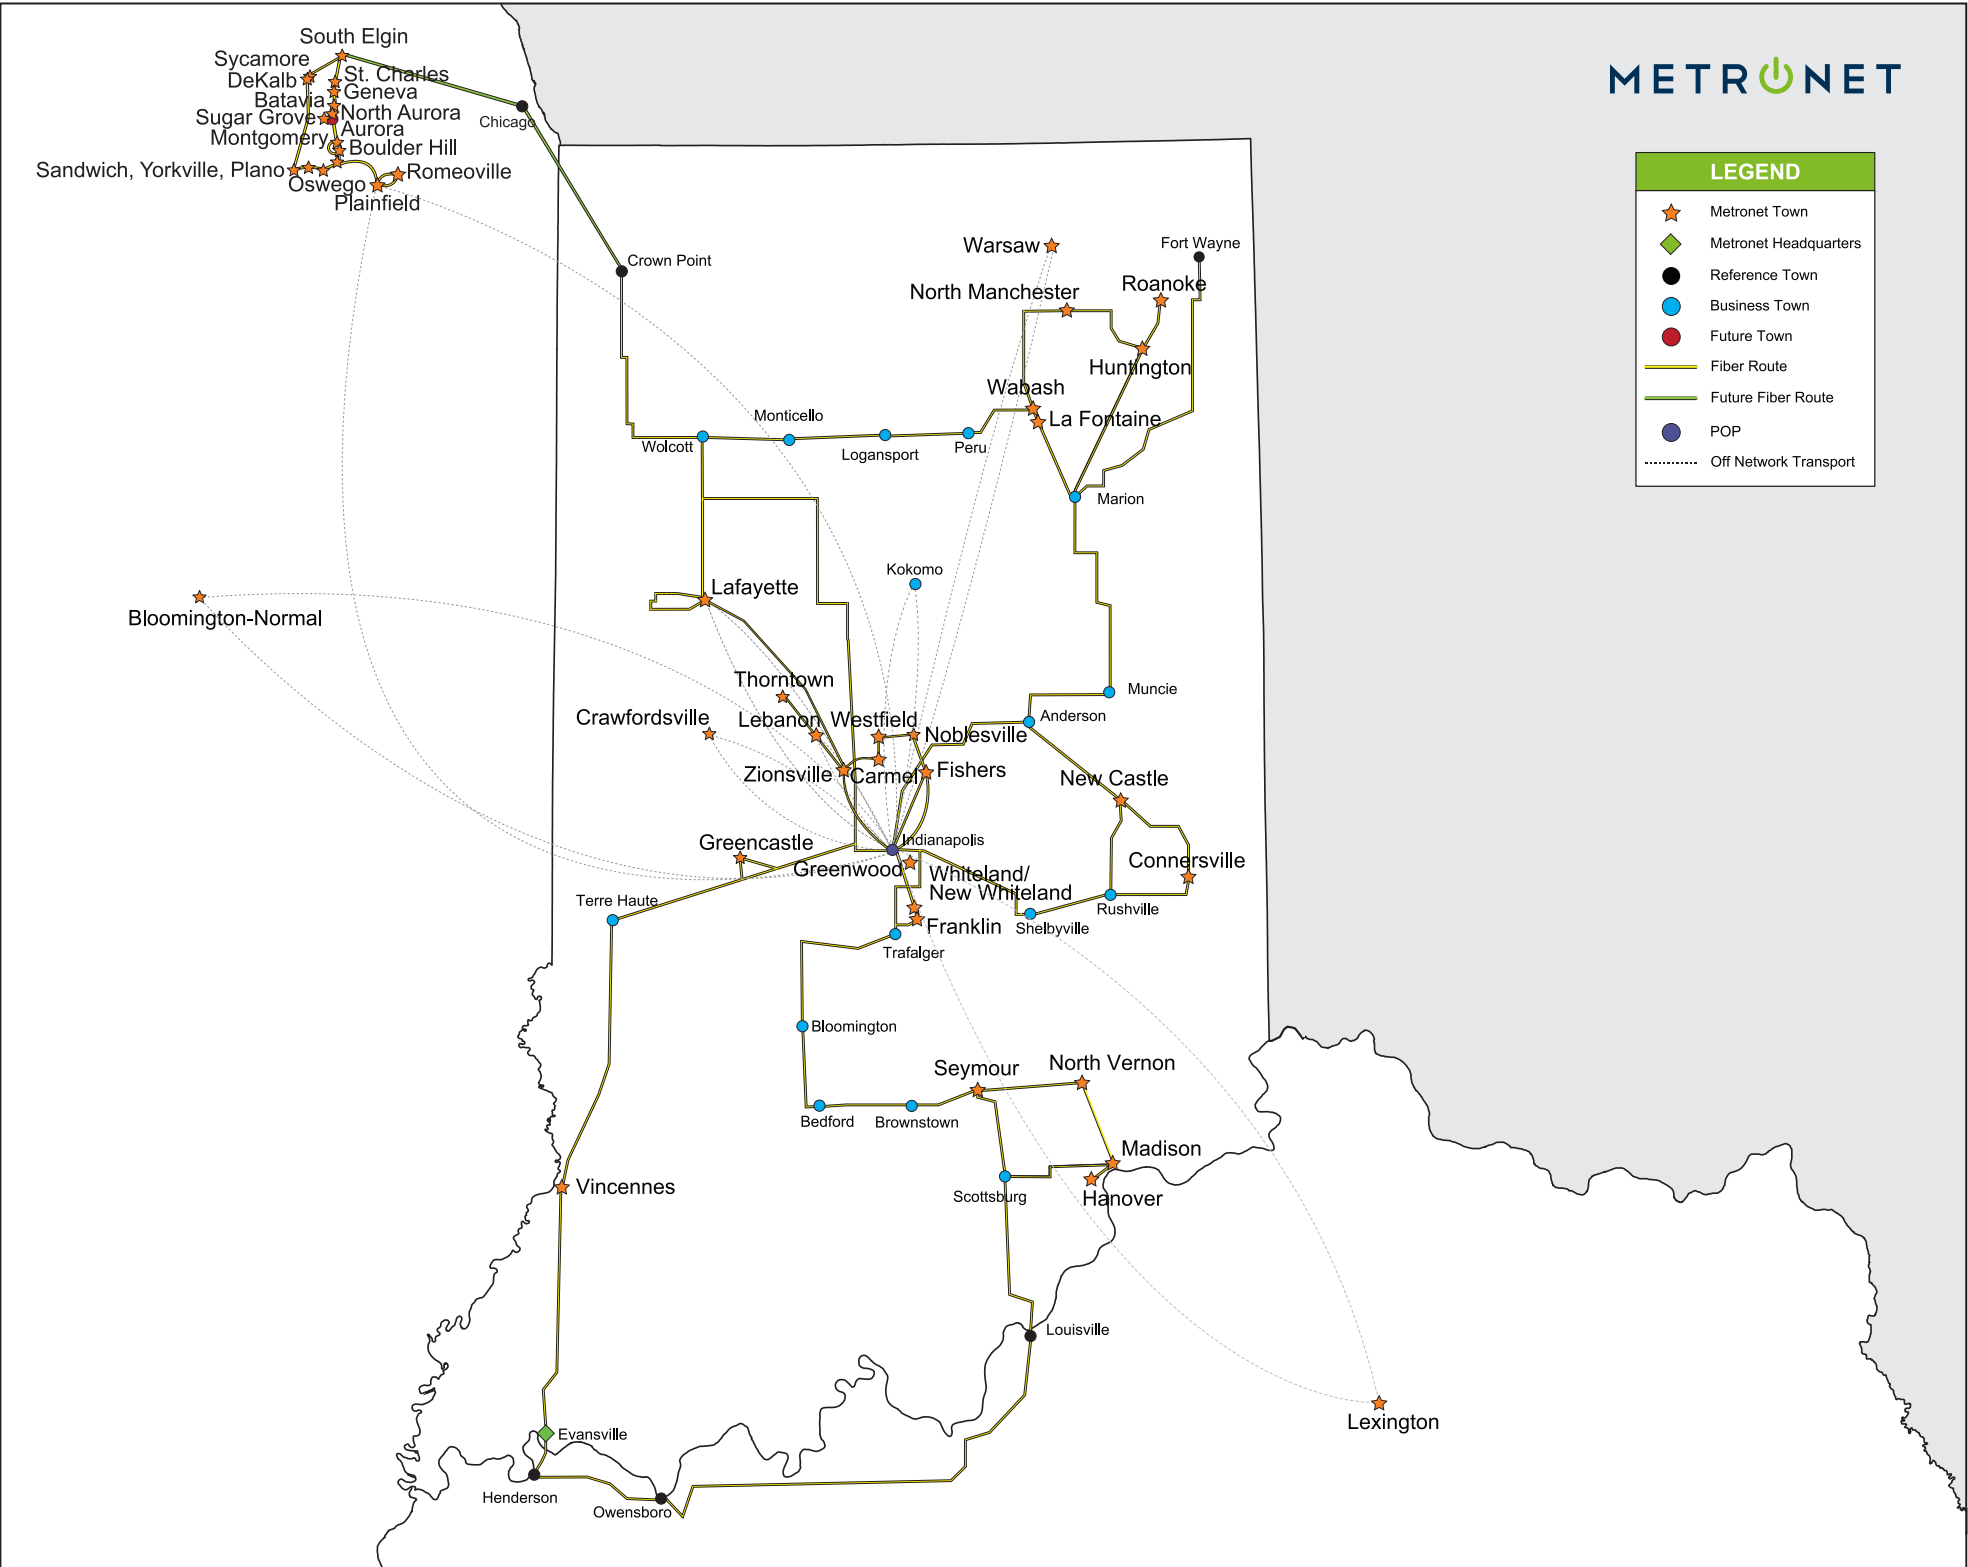 South Elgin
Sycamore
DeKalb
St. Charles
Geneva
Batavia
North Aurora
Sugar Grove
Aurora
Montgomery
Boulder Hill
Sandwich, Yorkville, Plano
Oswego
Romeoville
Plainfield
Chicago
METRONET
LEGEND
Metronet Town
Metronet Headquarters
Reference Town
Business Town
Future Town
Fiber Route
Future Fiber Route
POP
Off Network Transport
Crown Point
Warsaw
Fort Wayne
North Manchester
Roanoke
Huntington
Wabash
La Fontaine
Monticello
Wolcott
Logansport
Peru
Marion
Kokomo
Lafayette
Bloomington-Normal
Thorntown
Muncie
Crawfordsville
Lebanon
Westfield
Anderson
Noblesville
Zionsville
Carmel
Fishers
New Castle
Greencastle
Indianapolis
Greenwood
Whiteland/
New Whiteland
Connersville
Terre Haute
Franklin
Shelbyville
Rushville
Trafalger
Bloomington
Seymour
North Vernon
Bedford
Brownstown
Madison
Vincennes
Scottsburg
Hanover
Louisville
Lexington
Evansville
Henderson
Owensboro